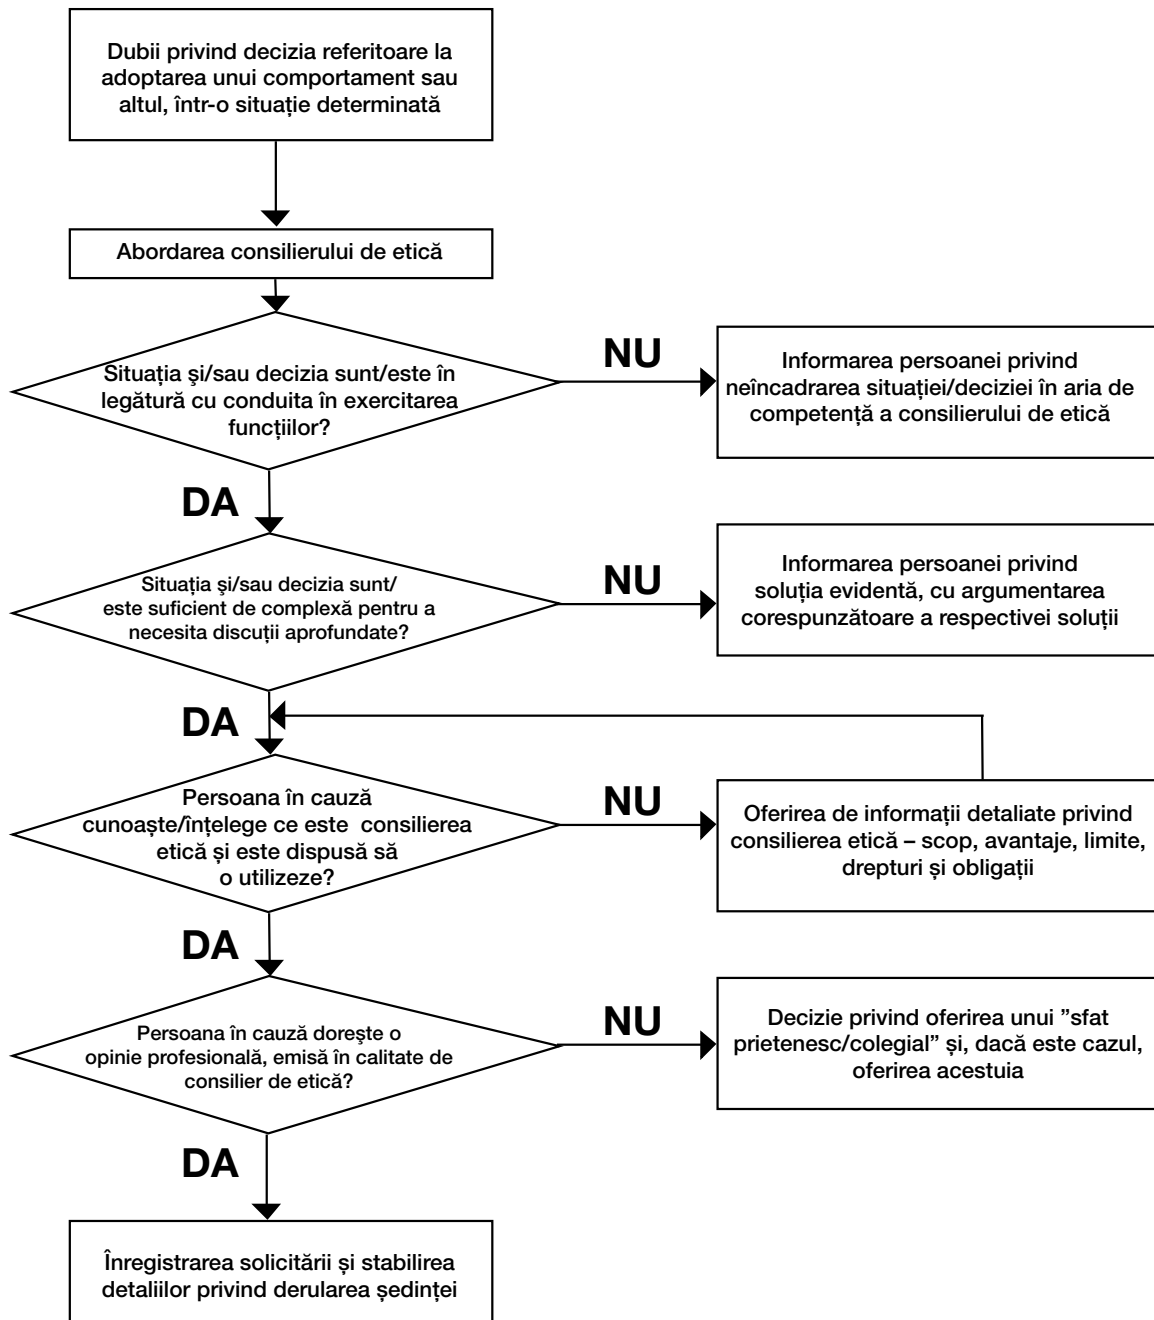 Dubii privind decizia referitoare la
adoptarea unui comportament sau
altul, într-o situație determinată
Abordarea consilierului de etică
Situația şi/sau decizia sunt/este în
legătură cu conduita în exercitarea
funcțiilor?
NU
Informarea persoanei privind
neîncadrarea situației/deciziei în aria de
competență a consilierului de etică
DA
Situația şi/sau decizia sunt/
este suficient de complexă pentru a
necesita discuții aprofundate?
NU
Informarea persoanei privind
soluția evidentă, cu argumentarea
corespunzătoare a respectivei soluții
DA
Persoana în cauză
cunoaște/înțelege ce este consilierea
etică și este dispusă să
o utilizeze?
NU
Oferirea de informații detaliate privind
consilierea etică – scop, avantaje, limite,
drepturi și obligații
DA
Persoana în cauză doreşte o
opinie profesională, emisă în calitate de
consilier de etică?
NU
Decizie privind oferirea unui ”sfat
prietenesc/colegial” și, dacă este cazul,
oferirea acestuia
DA
Înregistrarea solicitării și stabilirea
detaliilor privind derularea ședinței